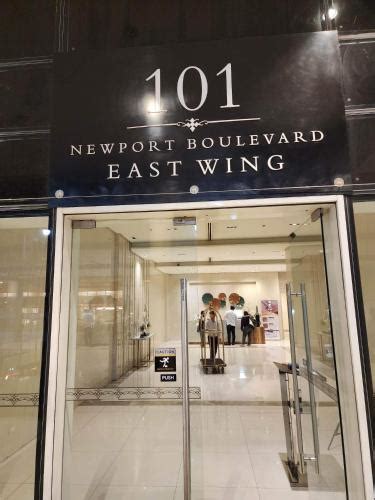 101
NEWPORT BOULEVARD
EAST WING
CAUTION
PUSH